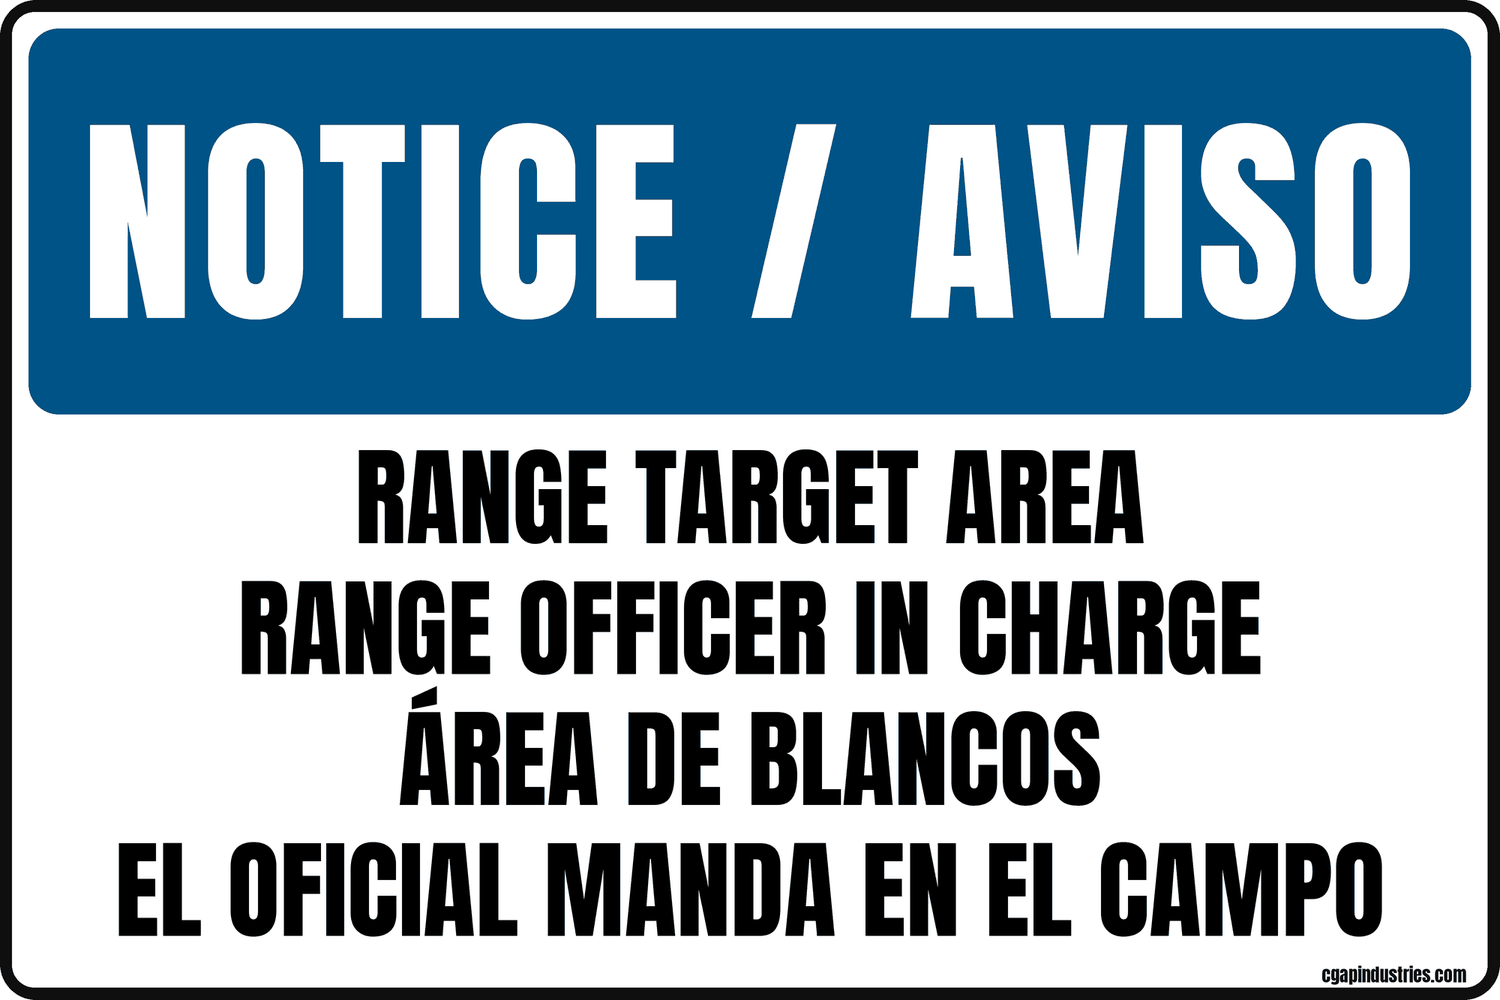 NOTICE / AVISO
RANGE TARGET AREA
RANGE OFFICER IN CHARGE
ÁREA DE BLANCOS
EL OFICIAL MANDA EN EL CAMPO
cgapindustries.com